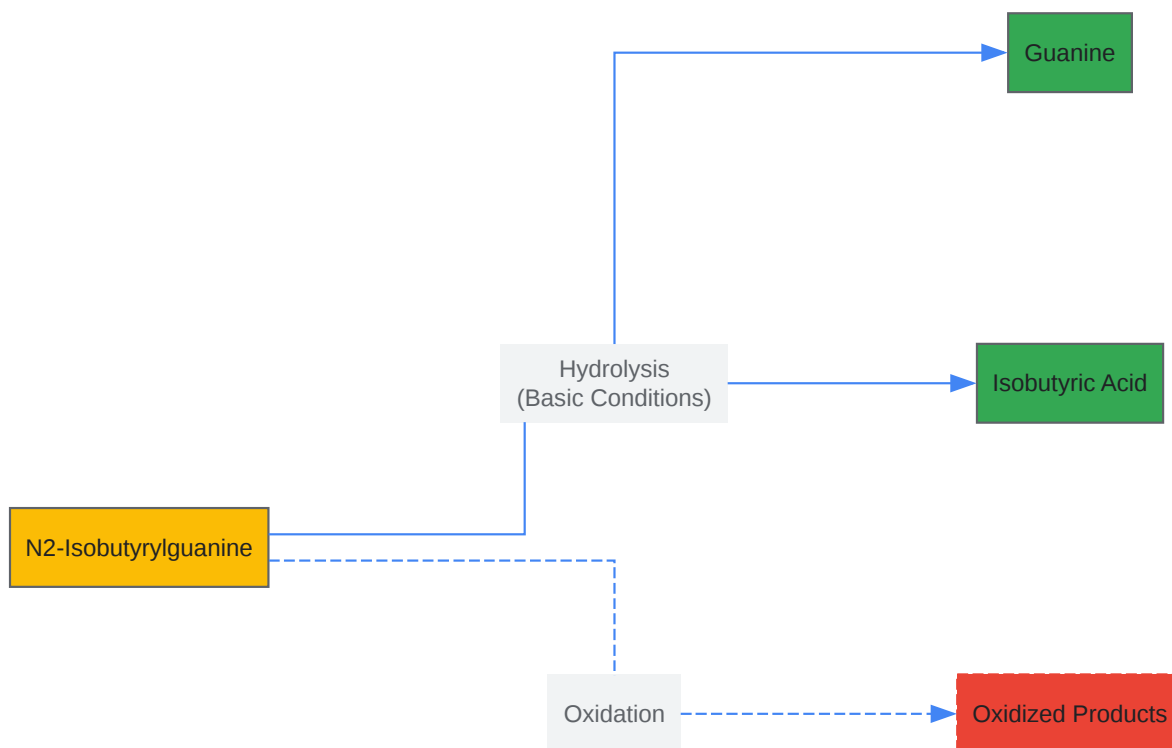 Guanine
Hydrolysis
(Basic Conditions)
Isobutyric Acid
N2-Isobutyrylguanine
Oxidation
Oxidized Products